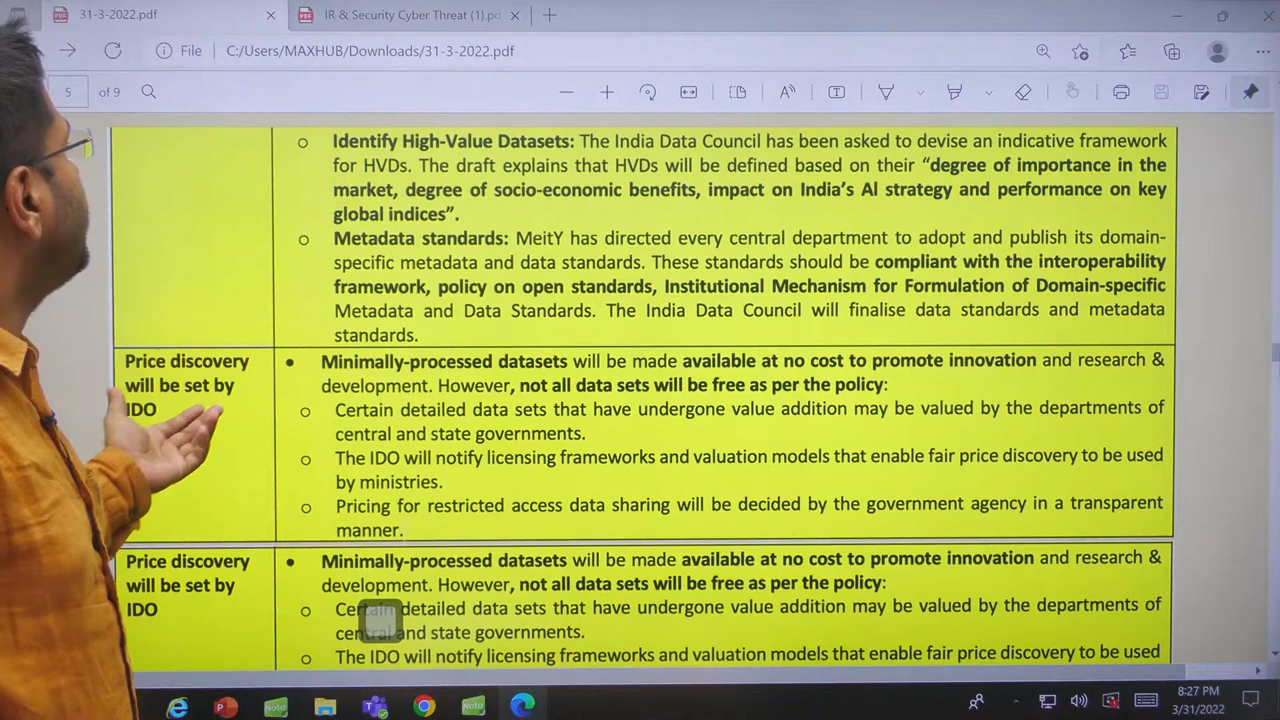 31-3-2022.pdf
IR & Security Cyber Threat (1).pd
File
C:/Users/MAXHUB/Downloads/31-3-2022.pdf
5 of 9
Identify High-Value Datasets: The India Data Council has been asked to devise an indicative framework
for HVDs. The draft explains that HVDs will be defined based on their "degree of importance in the
market, degree of socio-economic benefits, impact on India's AI strategy and performance on key
global indices".
Metadata standards: MeitY has directed every central department to adopt and publish its domain-
specific metadata and data standards. These standards should be compliant with the interoperability
framework, policy on open standards, Institutional Mechanism for Formulation of Domain-specific
Metadata and Data Standards. The India Data Council will finalise data standards and metadata
standards.
Price discovery
will be set by
IDO
Minimally-processed datasets will be made available at no cost to promote innovation and research &
development. However, not all data sets will be free as per the policy:
Certain detailed data sets that have undergone value addition may be valued by the departments of
central and state governments.
The IDO will notify licensing frameworks and valuation models that enable fair price discovery to be used
by ministries.
Pricing for restricted access data sharing will be decided by the government agency in a transparent
manner.
Price discovery
will be set by
IDO
Minimally-processed datasets will be made available at no cost to promote innovation and research &
development. However, not all data sets will be free as per the policy:
Certain detailed data sets that have undergone value addition may be valued by the departments of
central and state governments.
The IDO will notify licensing frameworks and valuation models that enable fair price discovery to be used
Note
Note
8:27 PM
3/31/2022